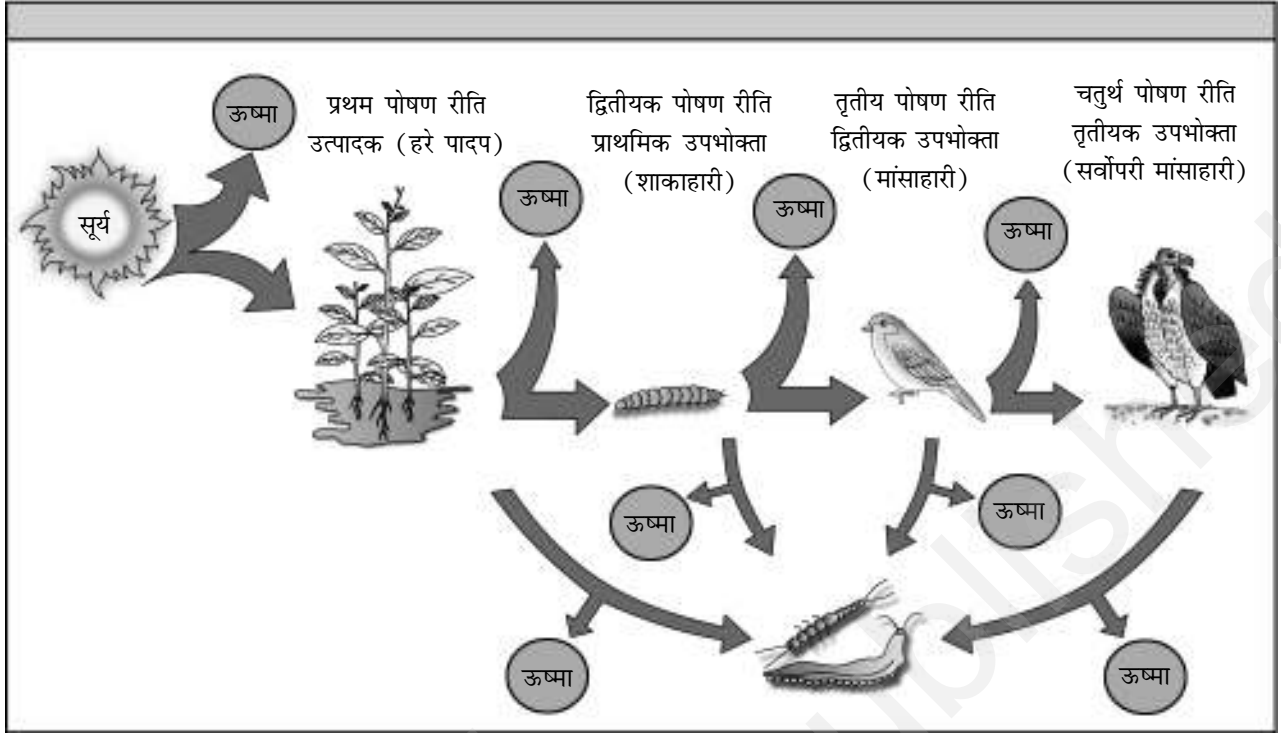 ऊष्मा
प्रथम पोषण रीति
उत्पादक (हरे पादप)
द्वितीयक पोषण रीति
प्राथमिक उपभोक्ता
(शाकाहारी)
तृतीय पोषण रीति
द्वितीयक उपभोक्ता
(मांसाहारी)
चतुर्थ पोषण रीति
तृतीयक उपभोक्ता
(सर्वोपरी मांसाहारी)
सूर्य
ऊष्मा
ऊष्मा
ऊष्मा
ऊष्मा
ऊष्मा
ऊष्मा
ऊष्मा